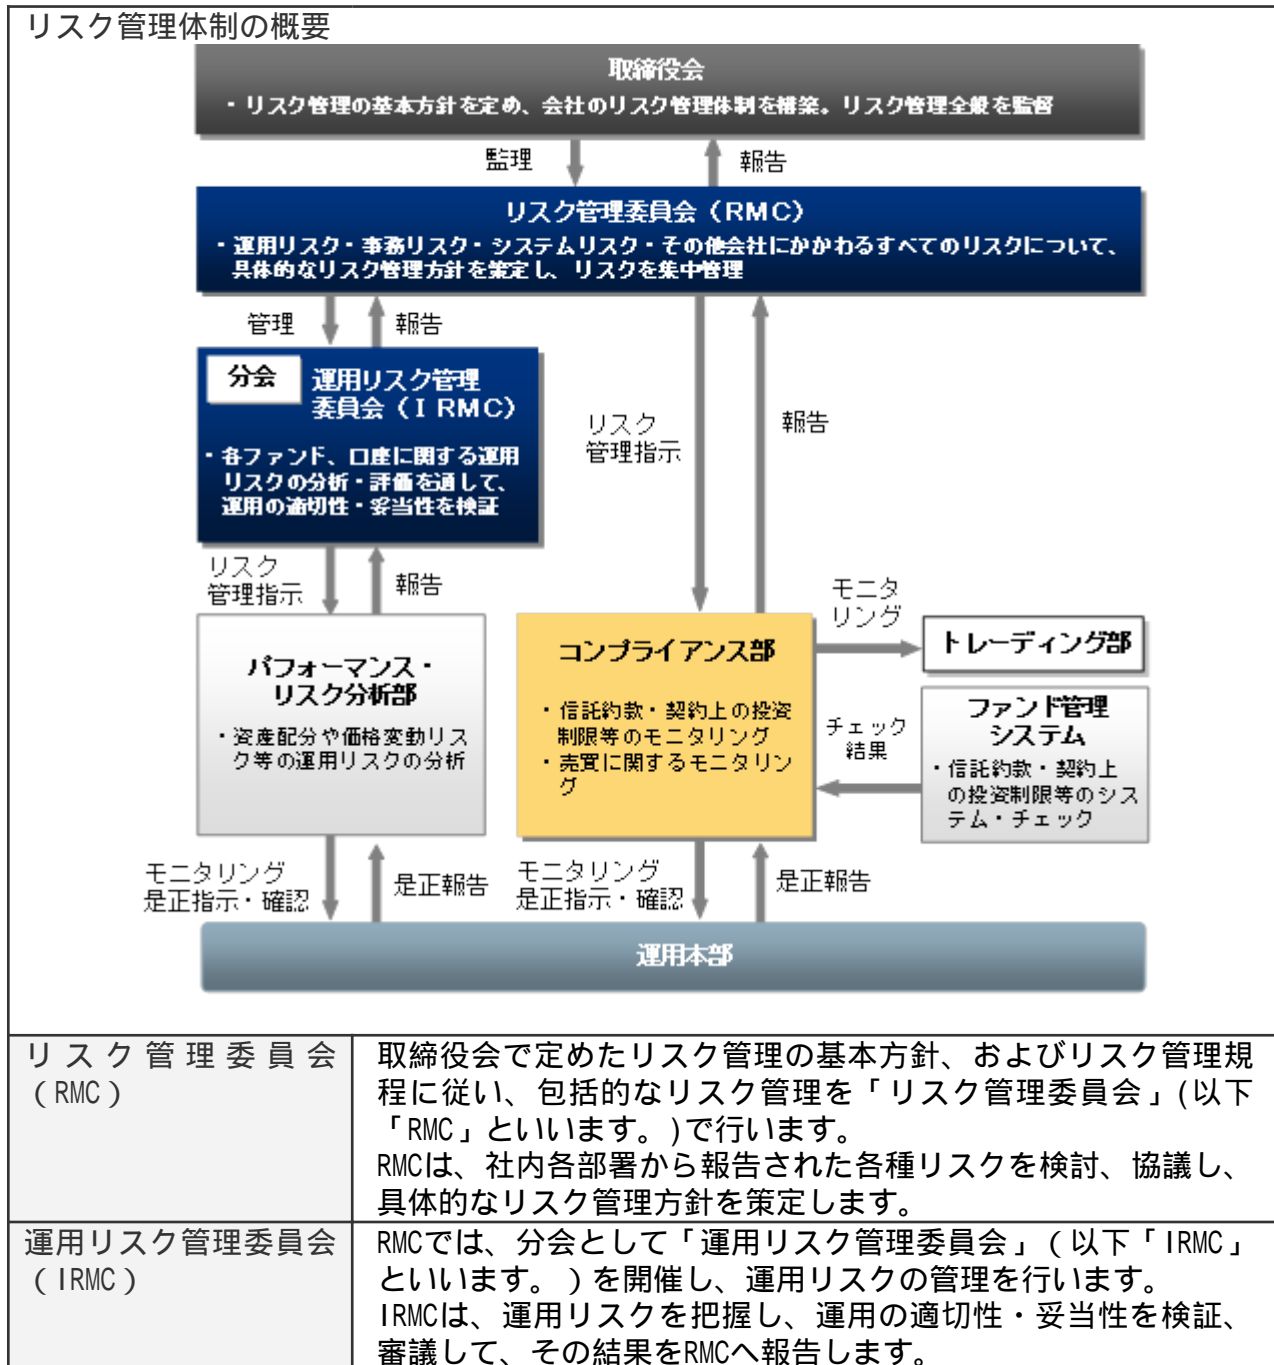 リスク管理体制の概要
取締役会
・リスク管理の基本方針を定め、会社のリスク管理体制を構築。リスク管理全般を監督
監理
報告
リスク管理委員会（RMC）
・運用リスク・事務リスク・システムリスク・その他会社にかかわるすべてのリスクについて、
具体的なリスク管理方針を策定し、リスクを集中管理
管理
報告
分会
運用リスク管理
委員会（IRMC）
・各ファンド、口座に関する運用
リスクの分析・評価を通して、
運用の適切性・妥当性を検証
リスク
管理指示
報告
リスク
管理指示
報告
パフォーマンス・
リスク分析部
・資産配分や価格変動リス
ク等の運用リスクの分析
コンプライアンス部
・信託約款・契約上の投資
制限等のモニタリング
・売買に関するモニタリン
グ
モニタ
リング
トレーディング部
チェック
結果
ファンド管理
システム
・信託約款・契約上
の投資制限等のシス
テム・チェック
モニタリング
是正指示・確認
是正報告
モニタリング
是正指示・確認
是正報告
運用本部
リスク管理委員会
（RMC）
取締役会で定めたリスク管理の基本方針、およびリスク管理規
程に従い、包括的なリスク管理を「リスク管理委員会」(以下
「RMC」といいます。)で行います。
RMCは、社内各部署から報告された各種リスクを検討、協議し、
具体的なリスク管理方針を策定します。
運用リスク管理委員会
（IRMC）
RMCでは、分会として「運用リスク管理委員会」（以下「IRMC」
といいます。）を開催し、運用リスクの管理を行います。
IRMCは、運用リスクを把握し、運用の適切性・妥当性を検証、
審議して、その結果をRMCへ報告します。